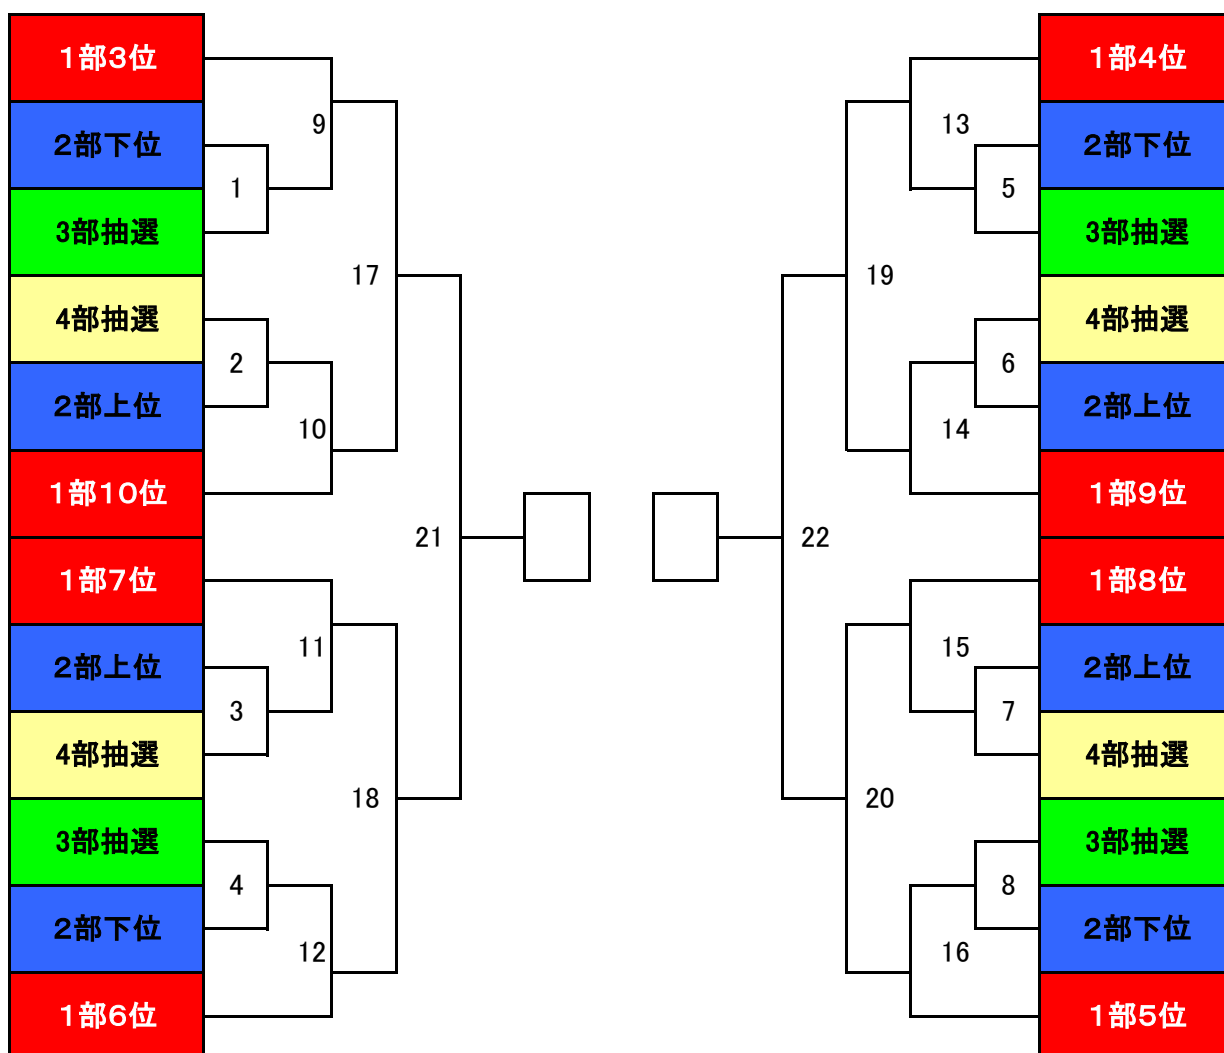 １部３位
２部下位
3部抽選
4部抽選
２部上位
１部１０位
１部７位
２部上位
4部抽選
3部抽選
２部下位
１部６位
9
1
17
2
10
21
11
3
18
4
12
13
5
19
6
14
22
15
7
20
8
16
１部４位
２部下位
3部抽選
4部抽選
２部上位
１部９位
１部８位
２部上位
4部抽選
3部抽選
２部下位
１部５位